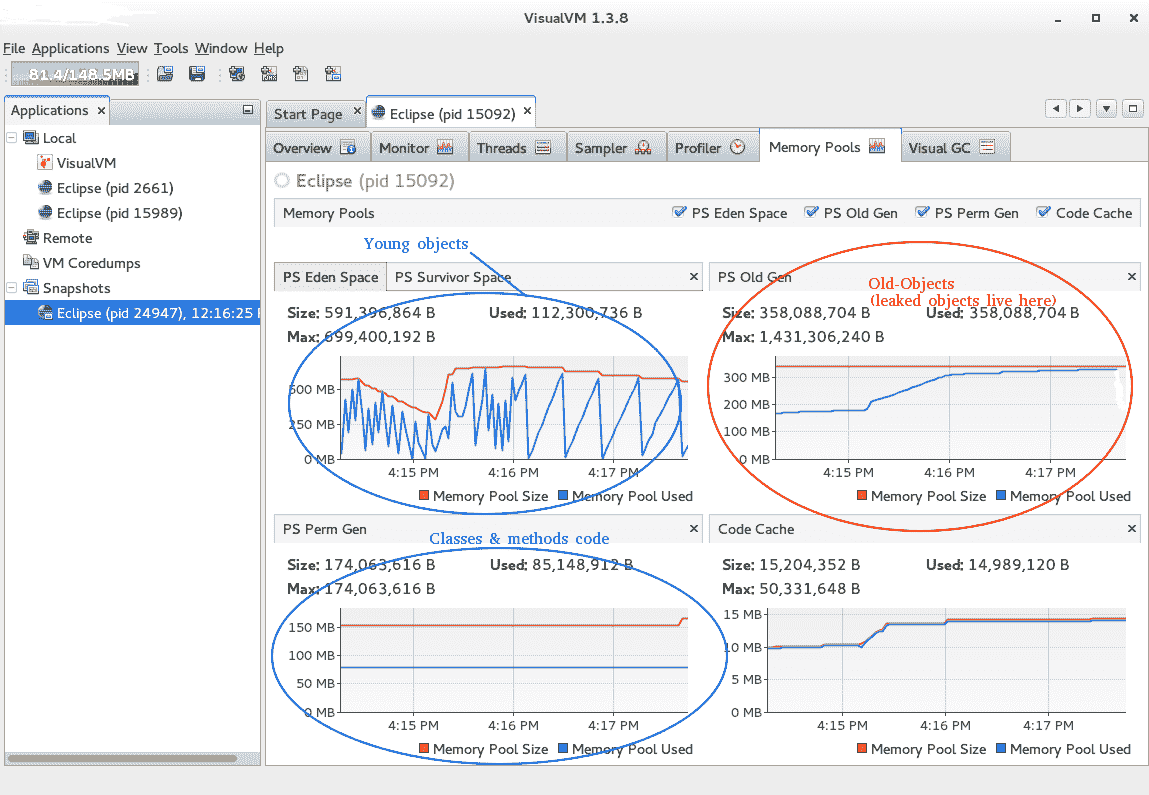 VisualVM 1.3.8
File Applications View Tools Window Help
81.4/148.5MB
Applications
Start Page
Eclipse (pid 15092)
Local
VisualVM
Eclipse (pid 2661)
Eclipse (pid 15989)
Remote
VM Coredumps
Snapshots
Eclipse (pid 24947), 12:16:25
Overview Monitor Threads Sampler Profiler Memory Pools Visual GC
Eclipse (pid 15092)
Memory Pools PS Eden Space PS Old Gen PS Perm Gen Code Cache
Young objects
PS Eden Space PS Survivor Space
Size: 591,396,864 B Used: 112,300,736 B
Max: 699,400,192 B
500 MB
250 MB
0 MB
4:15 PM 4:16 PM 4:17 PM
Memory Pool Size Memory Pool Used
PS Old Gen
Old-Objects
(leaked objects live here)
Size: 358,088,704 B Used: 358,088,704 B
Max: 1,431,306,240 B
300 MB
200 MB
100 MB
0 MB
4:15 PM 4:16 PM 4:17 PM
Memory Pool Size Memory Pool Used
PS Perm Gen
Classes & methods code
Size: 174,063,616 B Used: 85,148,912 B
Max: 174,063,616 B
150 MB
100 MB
50 MB
0 MB
4:15 PM 4:16 PM 4:17 PM
Memory Pool Size Memory Pool Used
Code Cache
Size: 15,204,352 B Used: 14,989,120 B
Max: 50,331,648 B
15 MB
10 MB
5 MB
0 MB
4:15 PM 4:16 PM 4:17 PM
Memory Pool Size Memory Pool Used